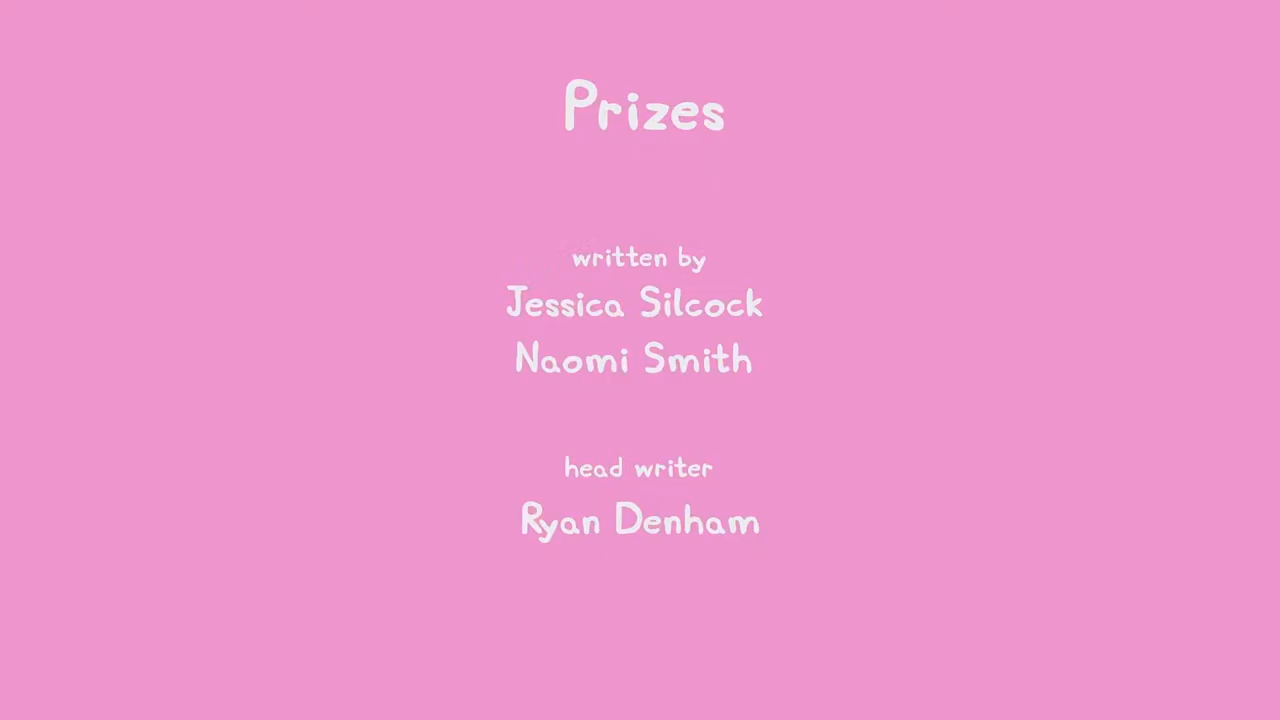 Prizes
written by
Jessica Silcock
Naomi Smith
head writer
Ryan Denham